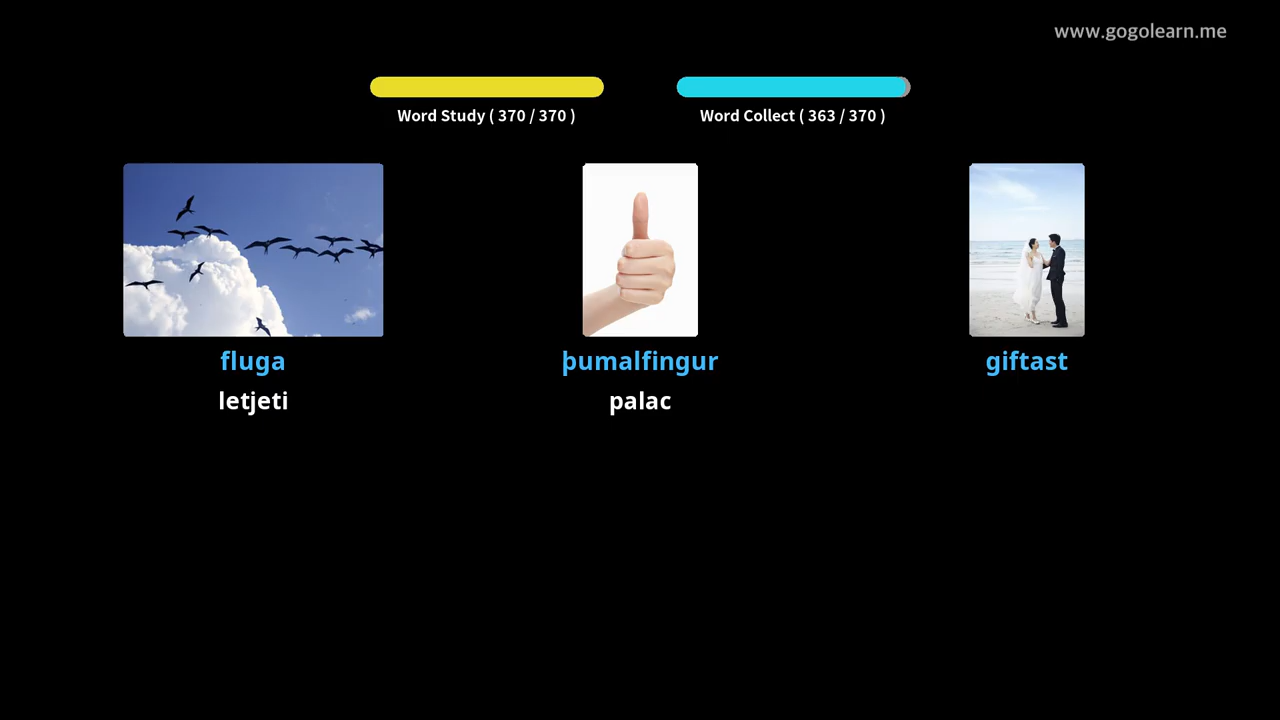 www.gogolearn.me
Word Study ( 370 / 370 )
Word Collect ( 363 / 370 )
fluga
þumalfingur
giftast
letjeti
palac